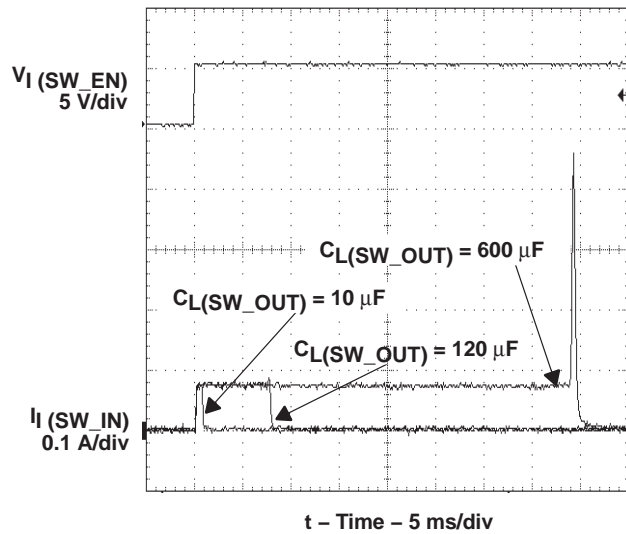 VI (SW_EN)
5 V/div
CL(SW_OUT) = 600 μF
CL(SW_OUT) = 10 μF
CL(SW_OUT) = 120 μF
II (SW_IN)
0.1 A/div
t – Time – 5 ms/div